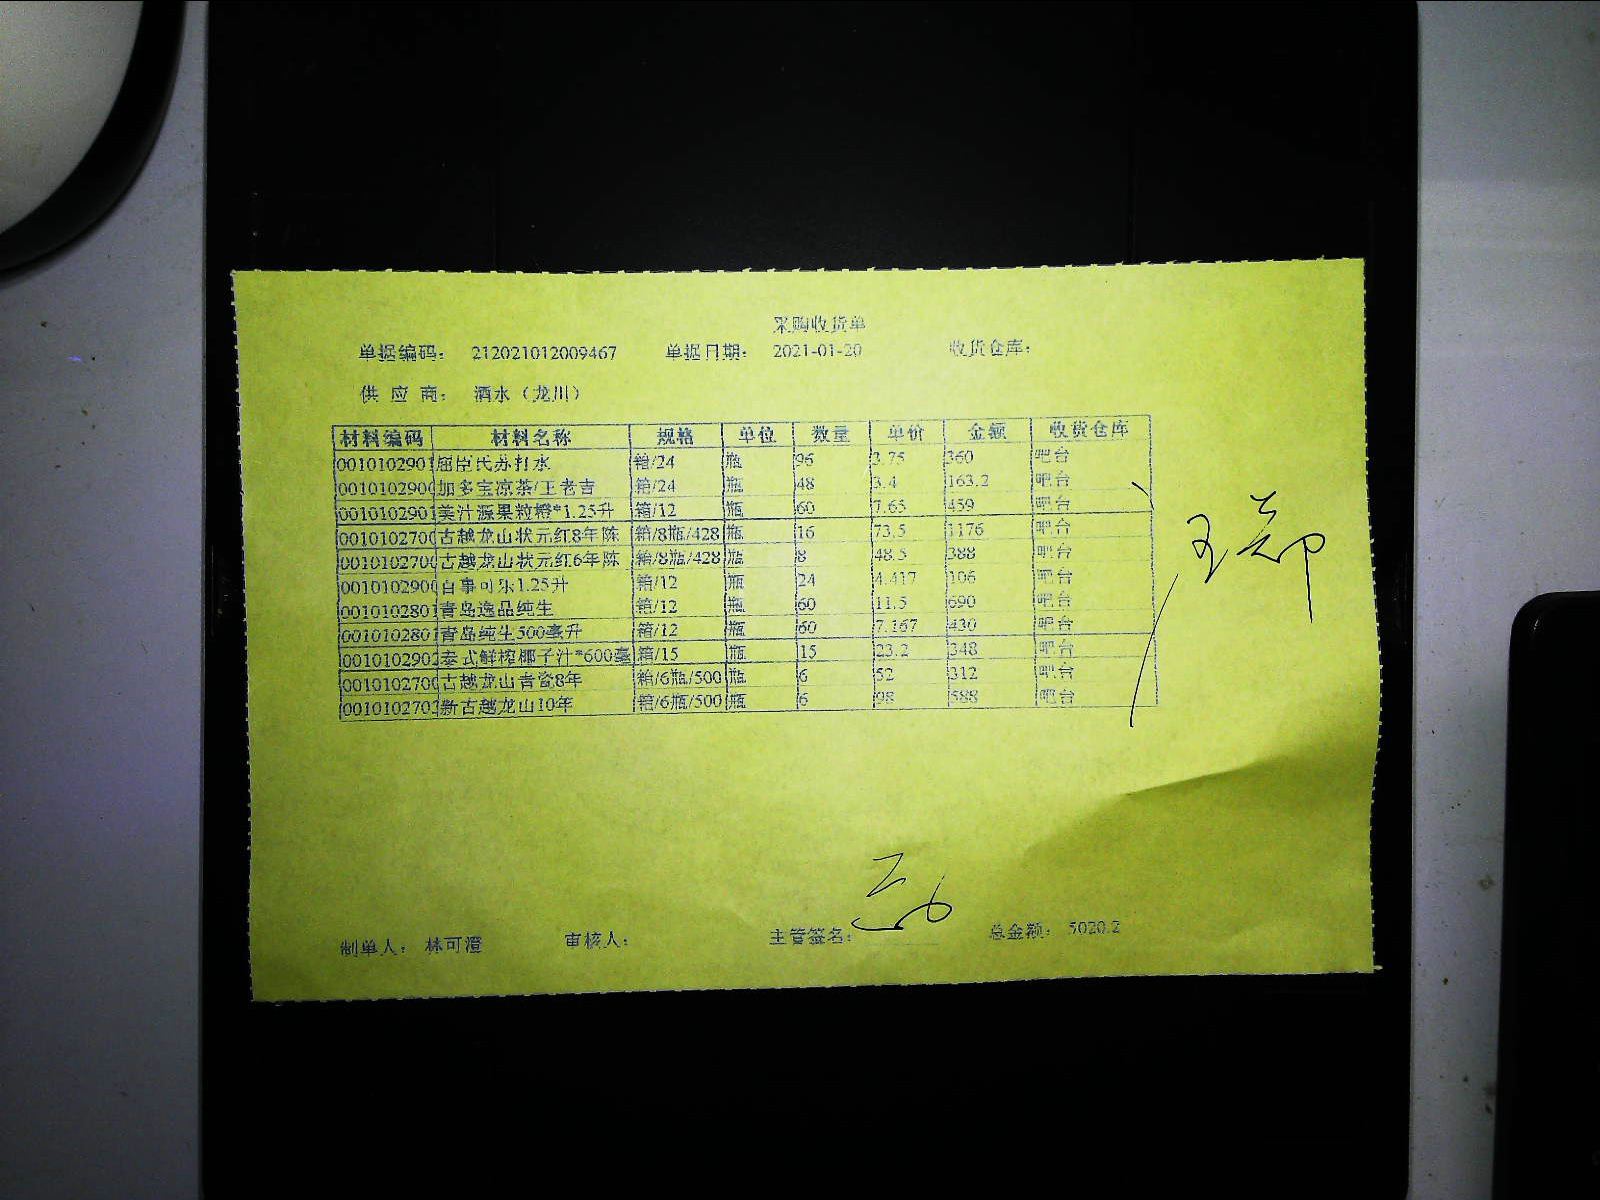 采购收货单
单据编码： 212021012009467 单据日期： 2021-01-20 收货仓库：
供 应 商： 酒水（龙川）
材料编码 材料名称 规格 单位 数量 单价 金额 收货仓库
0010102901 屈臣氏苏打水 箱/24 瓶 96 3.75 360 吧台
001010290 加多宝凉茶/王老吉 箱/24 瓶 48 3.4 163.2 吧台
0010102901 美汁源果粒橙*1.25升 箱/12 瓶 60 7.65 459 吧台
001010270 古越龙山状元红8年陈 箱/8瓶/428 瓶 16 73.5 1176 吧台
001010270 古越龙山状元红6年陈 箱/8瓶/428 瓶 8 48.5 388 吧台
001010290 百事可乐1.25升 箱/12 瓶 24 4.417 106 吧台
0010102801 青岛逸品纯生 箱/12 瓶 60 11.5 690 吧台
0010102801 青岛纯生500毫升 箱/12 瓶 60 7.167 430 吧台
0010102902 泰式鲜榨椰子汁*600毫 箱/15 瓶 15 23.2 348 吧台
001010270 古越龙山青瓷8年 箱/6瓶/500 瓶 6 52 312 吧台
0010102702 新古越龙山10年 箱/6瓶/500 瓶 6 98 588 吧台
制单人： 林可澄 审核人： 主管签名： 总金额： 5020.2